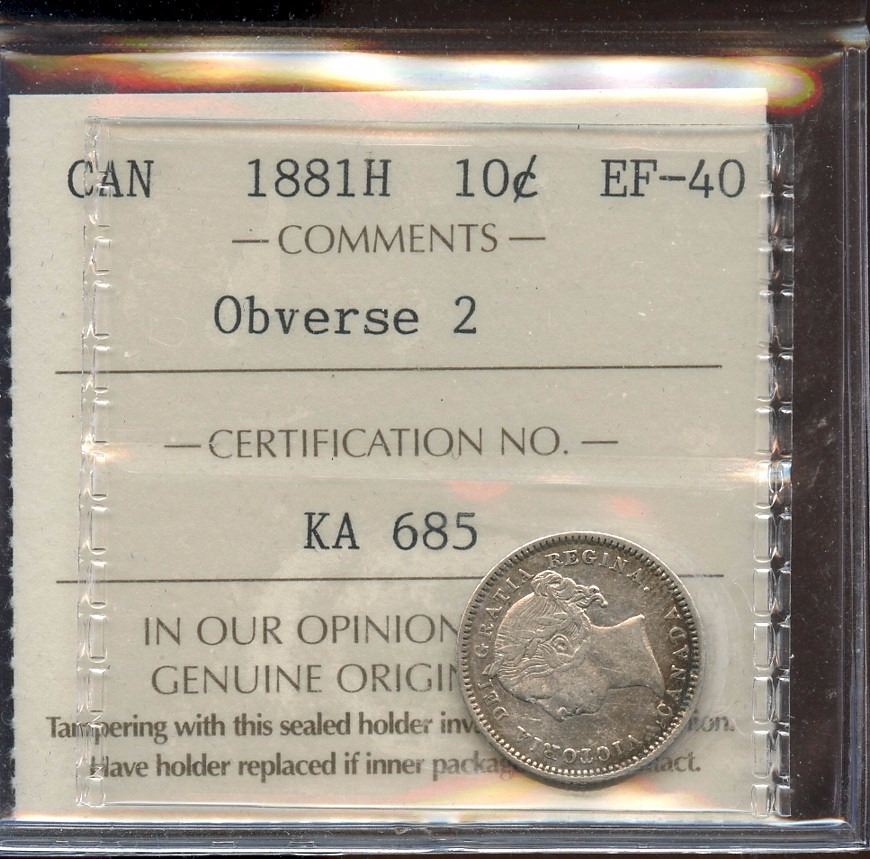 CAN 1881H 10¢ EF-40
— COMMENTS —
Obverse 2
— CERTIFICATION NO. —
KA 685
IN OUR OPINION
GENUINE ORIGIN
Tampering with this sealed holder inv
Have holder replaced if inner packag act.
VICTORIA DEI GRATIA REGINA. CANADA